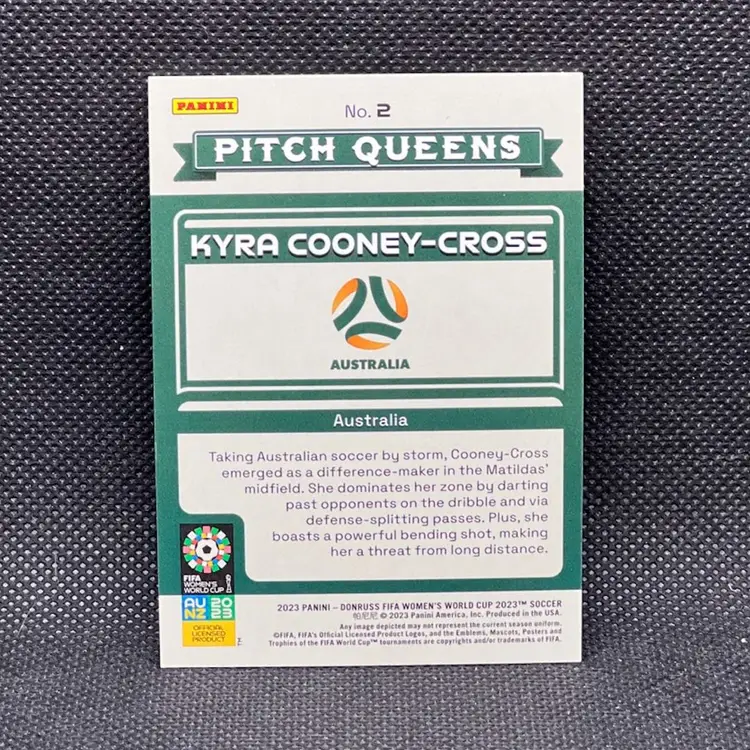 PANINI
No. 2
PITCH QUEENS
KYRA COONEY-CROSS
AUSTRALIA
Australia
Taking Australian soccer by storm, Cooney-Cross
emerged as a difference-maker in the Matildas'
midfield. She dominates her zone by darting
past opponents on the dribble and via
defense-splitting passes. Plus, she
boasts a powerful bending shot, making
her a threat from long distance.
FIFA
WOMEN'S
WORLD CUP
AU 20
NZ 23
OFFICIAL
LICENSED
PRODUCT
2023 PANINI – DONRUSS FIFA WOMEN'S WORLD CUP 2023™ SOCCER
帕尼尼 © 2023 Panini America, Inc. Produced in the USA.
Any image depicted may not represent the current season uniform.
©FIFA, FIFA's Official Licensed Product Logos, and the Emblems, Mascots, Posters and
Trophies of the FIFA World Cup™ tournaments are copyrights and/or trademarks of FIFA.